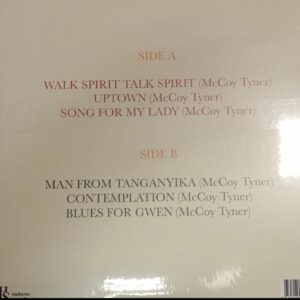 SIDE A
WALK SPIRIT TALK SPIRIT (McCoy Tyner)
UPTOWN (McCoy Tyner)
SONG FOR MY LADY (McCoy Tyner)
SIDE B
MAN FROM TANGANYIKA (McCoy Tyner)
CONTEMPLATION (McCoy Tyner)
BLUES FOR GWEN (McCoy Tyner)